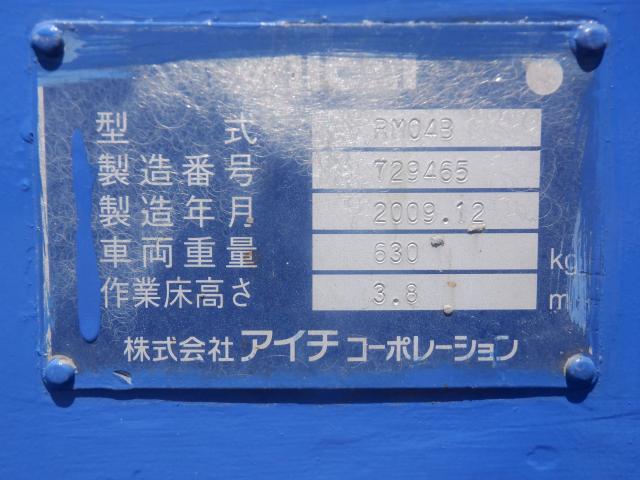 型式 RM04B
製造番号 729465
製造年月 2009.12
車両重量 630 kg
作業床高さ 3.8 m
株式会社 アイチ コーポレーション